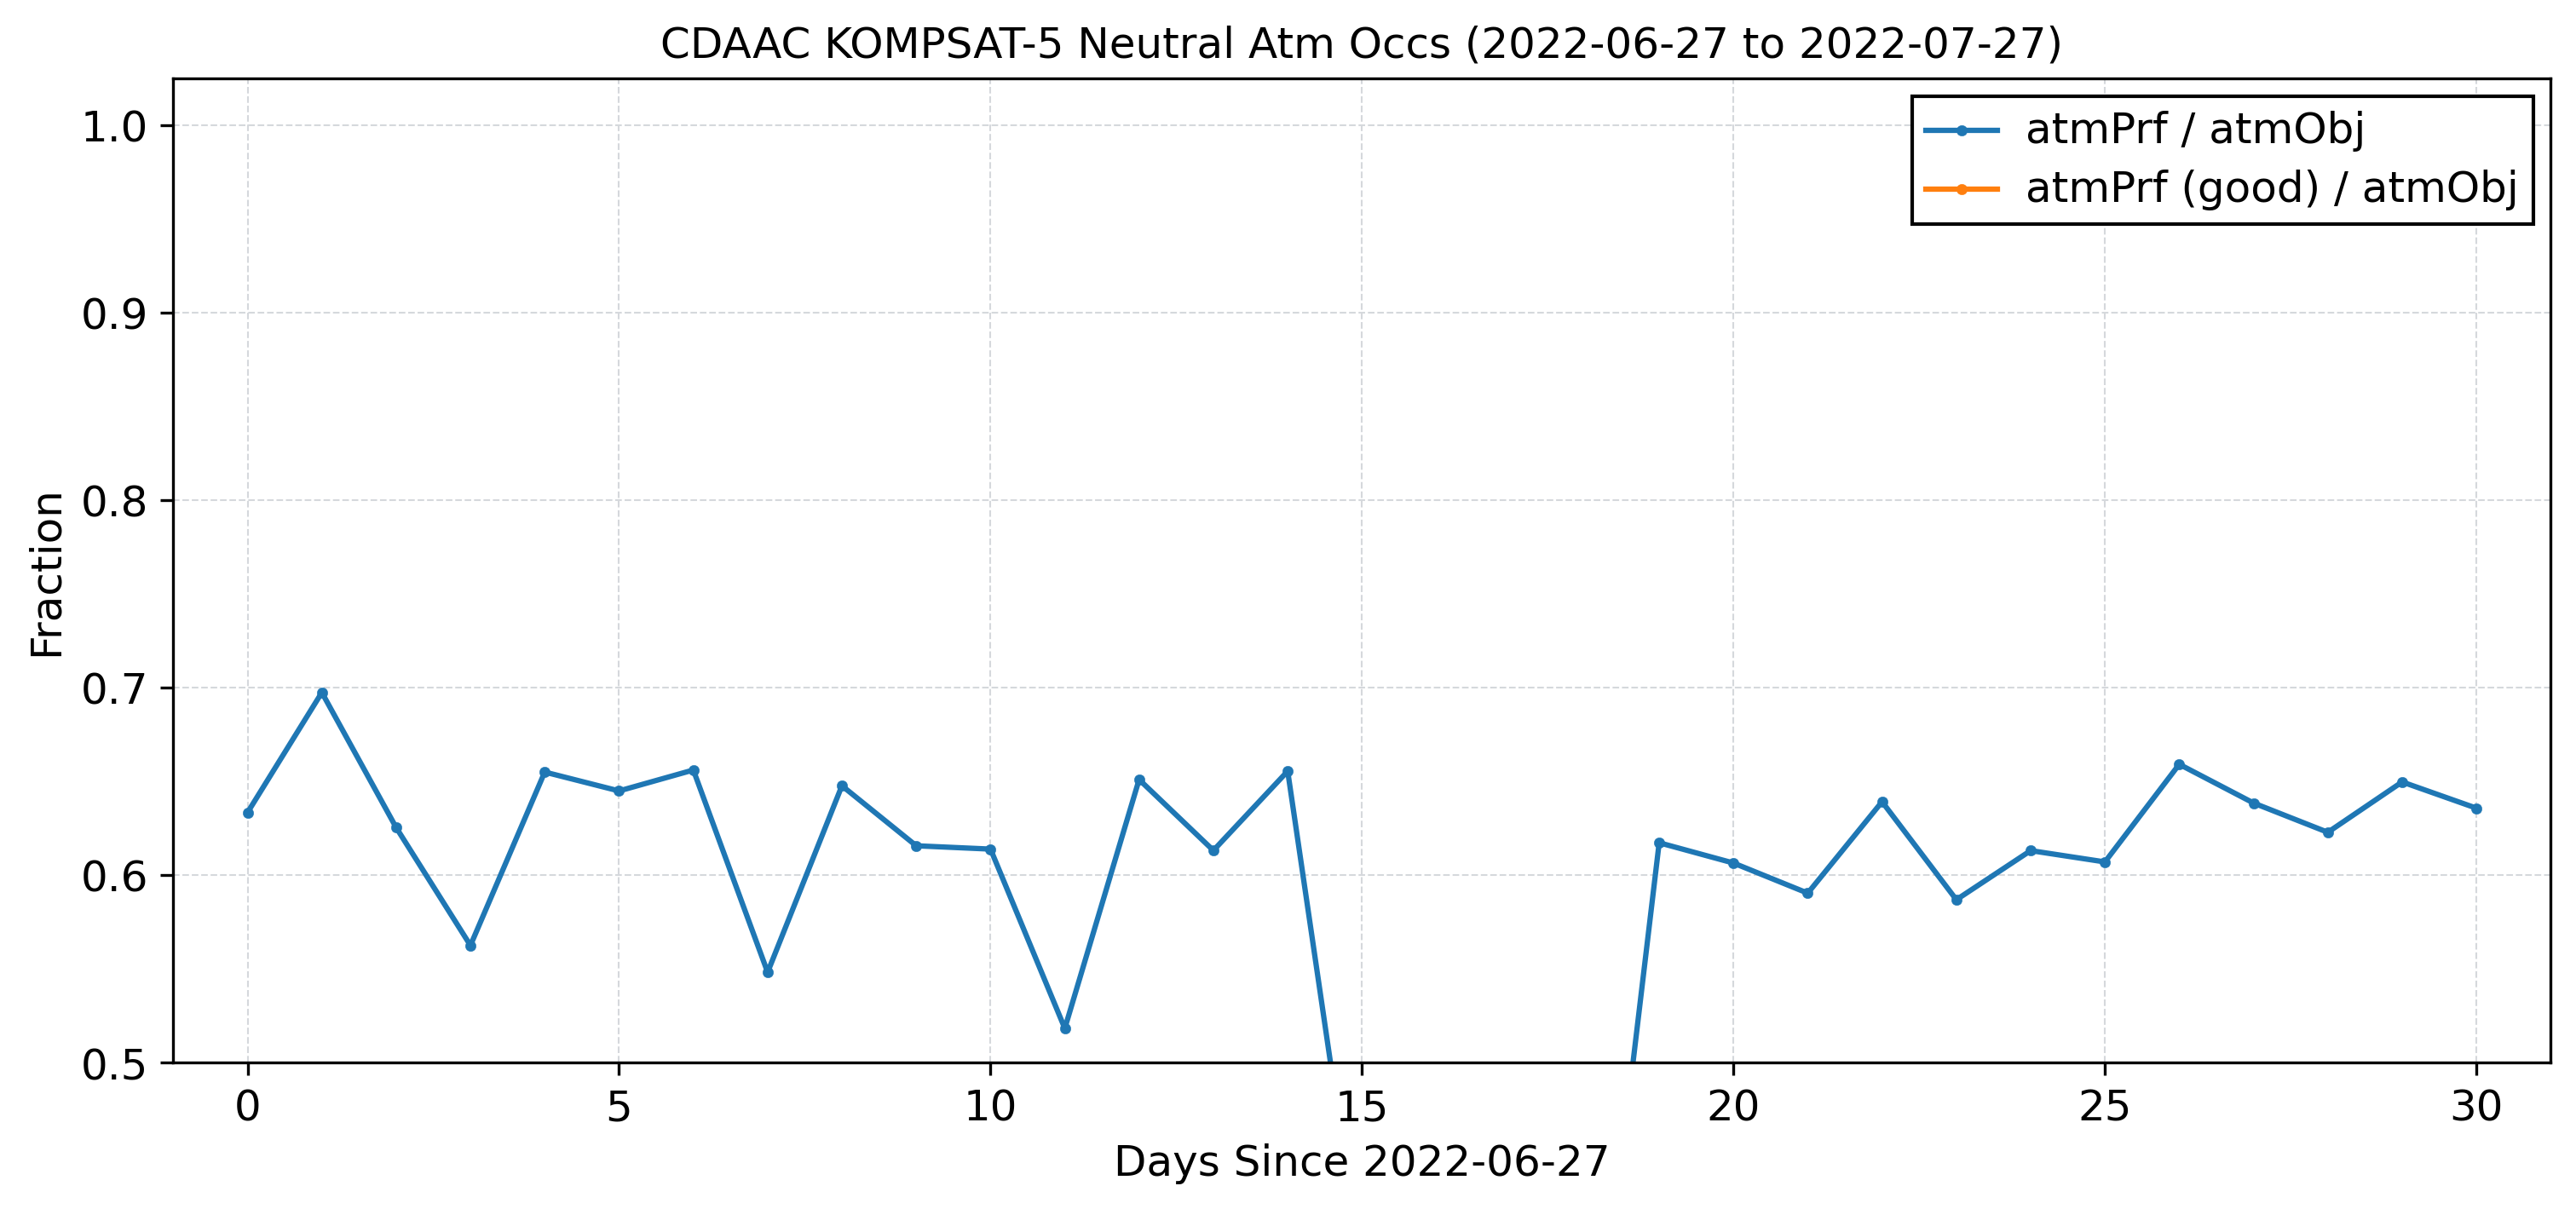 CDAAC KOMPSAT-5 Neutral Atm Occs (2022-06-27 to 2022-07-27)
atmPrf / atmObj
atmPrf (good) / atmObj
1.0
0.9
0.8
0.7
0.6
0.5
Fraction
0 5 10 15 20 25 30
Days Since 2022-06-27